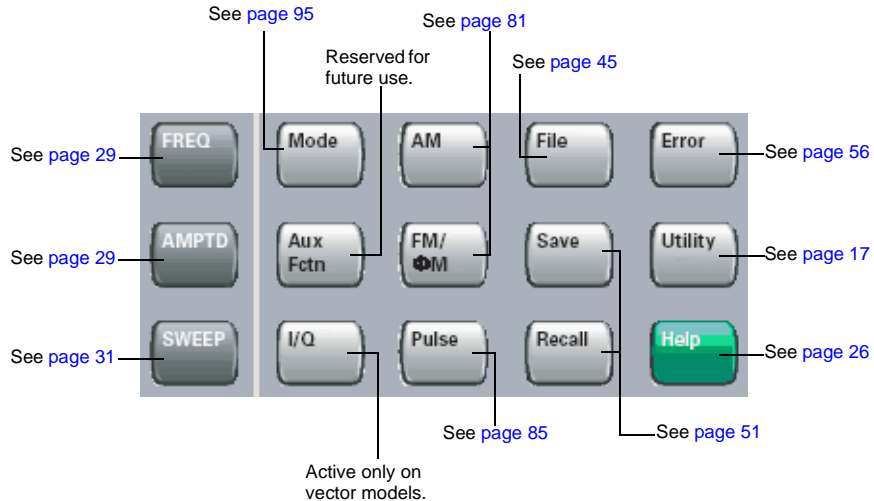 See page 95
See page 81
Reserved for
future use.
See page 45
FREQ
Mode
AM
File
Error
See page 29
See page 56
AMPTD
Aux
Fctn
FM/
ΦM
Save
Utility
See page 29
See page 17
SWEEP
I/Q
Pulse
Recall
Help
See page 31
See page 26
See page 85
See page 51
Active only on
vector models.